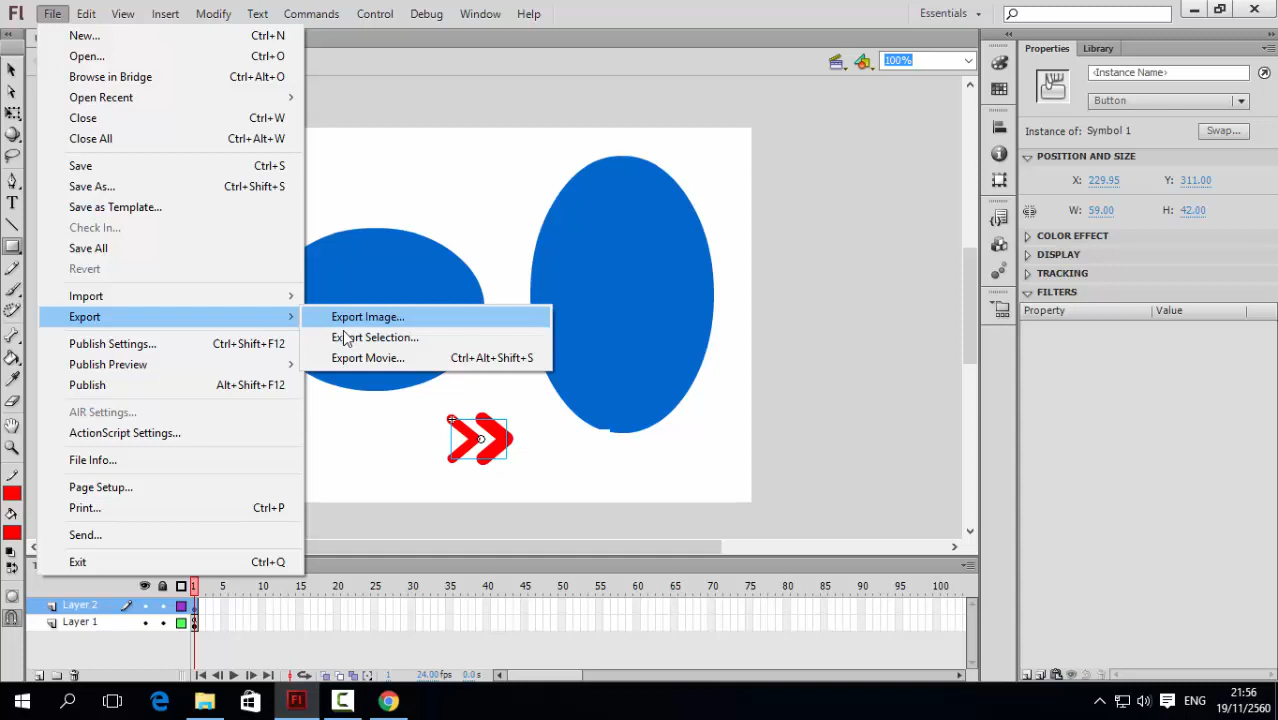 Fl File Edit View Insert Modify Text Commands Control Debug Window Help Essentials
New... Ctrl+N
Open... Ctrl+O
Browse in Bridge Ctrl+Alt+O
Open Recent
Close Ctrl+W
Close All Ctrl+Alt+W
Save Ctrl+S
Save As... Ctrl+Shift+S
Save as Template...
Check In...
Save All
Revert
Import
Export
Publish Settings... Ctrl+Shift+F12
Publish Preview
Publish Alt+Shift+F12
AIR Settings...
ActionScript Settings...
File Info...
Page Setup...
Print... Ctrl+P
Send...
Exit Ctrl+Q
Export Image...
Export Selection...
Export Movie... Ctrl+Alt+Shift+S
100%
Properties Library
<Instance Name>
Button
Instance of: Symbol 1 Swap...
POSITION AND SIZE
X: 229.95 Y: 311.00
W: 59.00 H: 42.00
COLOR EFFECT
DISPLAY
TRACKING
FILTERS
Property Value
1 5 10 15 20 25 30 35 40 45 50 55 60 65 70 75 80 85 90 95 100
Layer 2
Layer 1
1 24.00fps 0.0s
Fl
ENG
21:56
19/11/2560